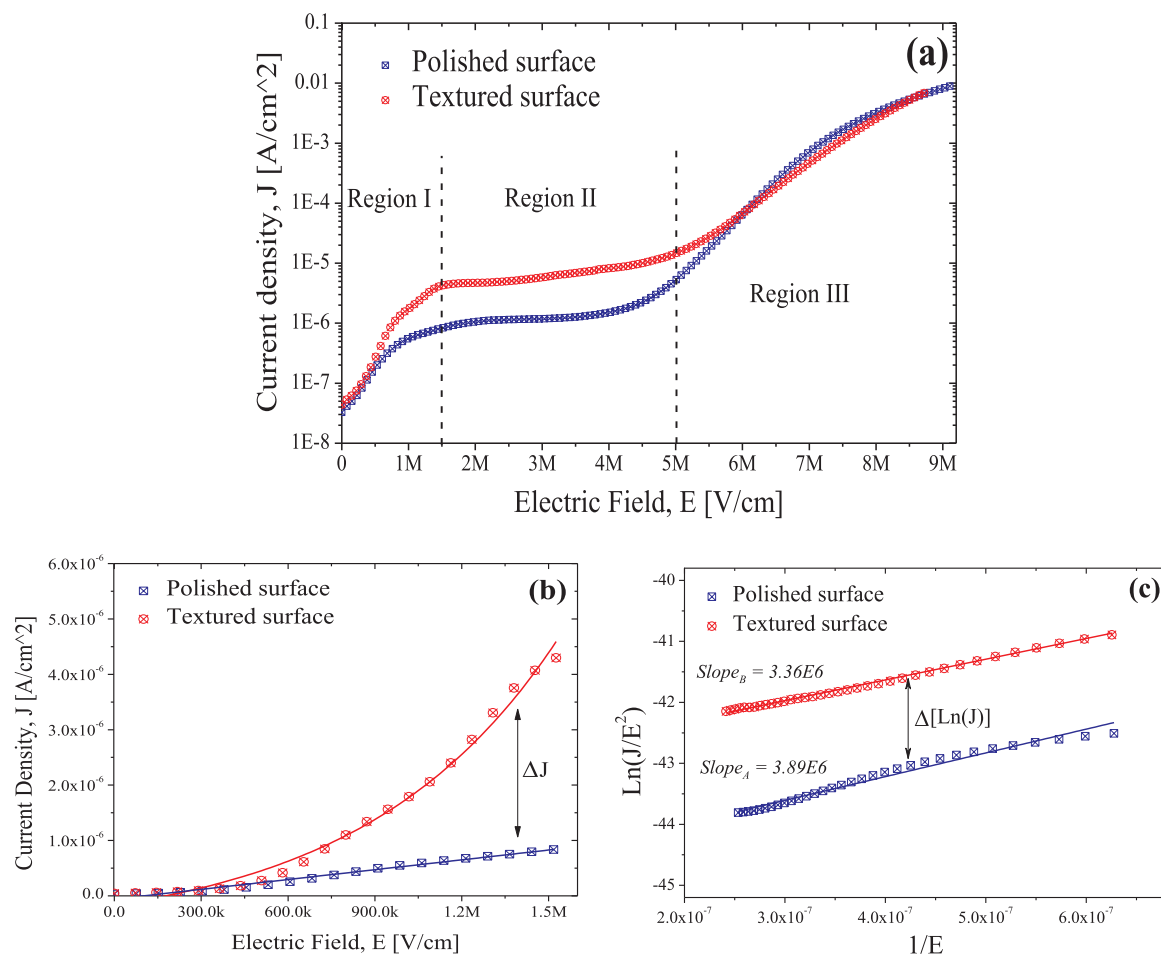 (a)
Polished surface
Textured surface
Region I
Region II
Region III
Current density, J [A/cm^2]
0.1
0.01
1E-3
1E-4
1E-5
1E-6
1E-7
1E-8
0 1M 2M 3M 4M 5M 6M 7M 8M 9M
Electric Field, E [V/cm]
(b)
Polished surface
Textured surface
ΔJ
Current Density, J [A/cm^2]
6.0x10⁻⁶
5.0x10⁻⁶
4.0x10⁻⁶
3.0x10⁻⁶
2.0x10⁻⁶
1.0x10⁻⁶
0.0
0.0 300.0k 600.0k 900.0k 1.2M 1.5M
Electric Field, E [V/cm]
(c)
Polished surface
Textured surface
Slope_B = 3.36E6
Δ[Ln(J)]
Slope_A = 3.89E6
Ln(J/E²)
-40
-41
-42
-43
-44
-45
2.0x10⁻⁷ 3.0x10⁻⁷ 4.0x10⁻⁷ 5.0x10⁻⁷ 6.0x10⁻⁷
1/E